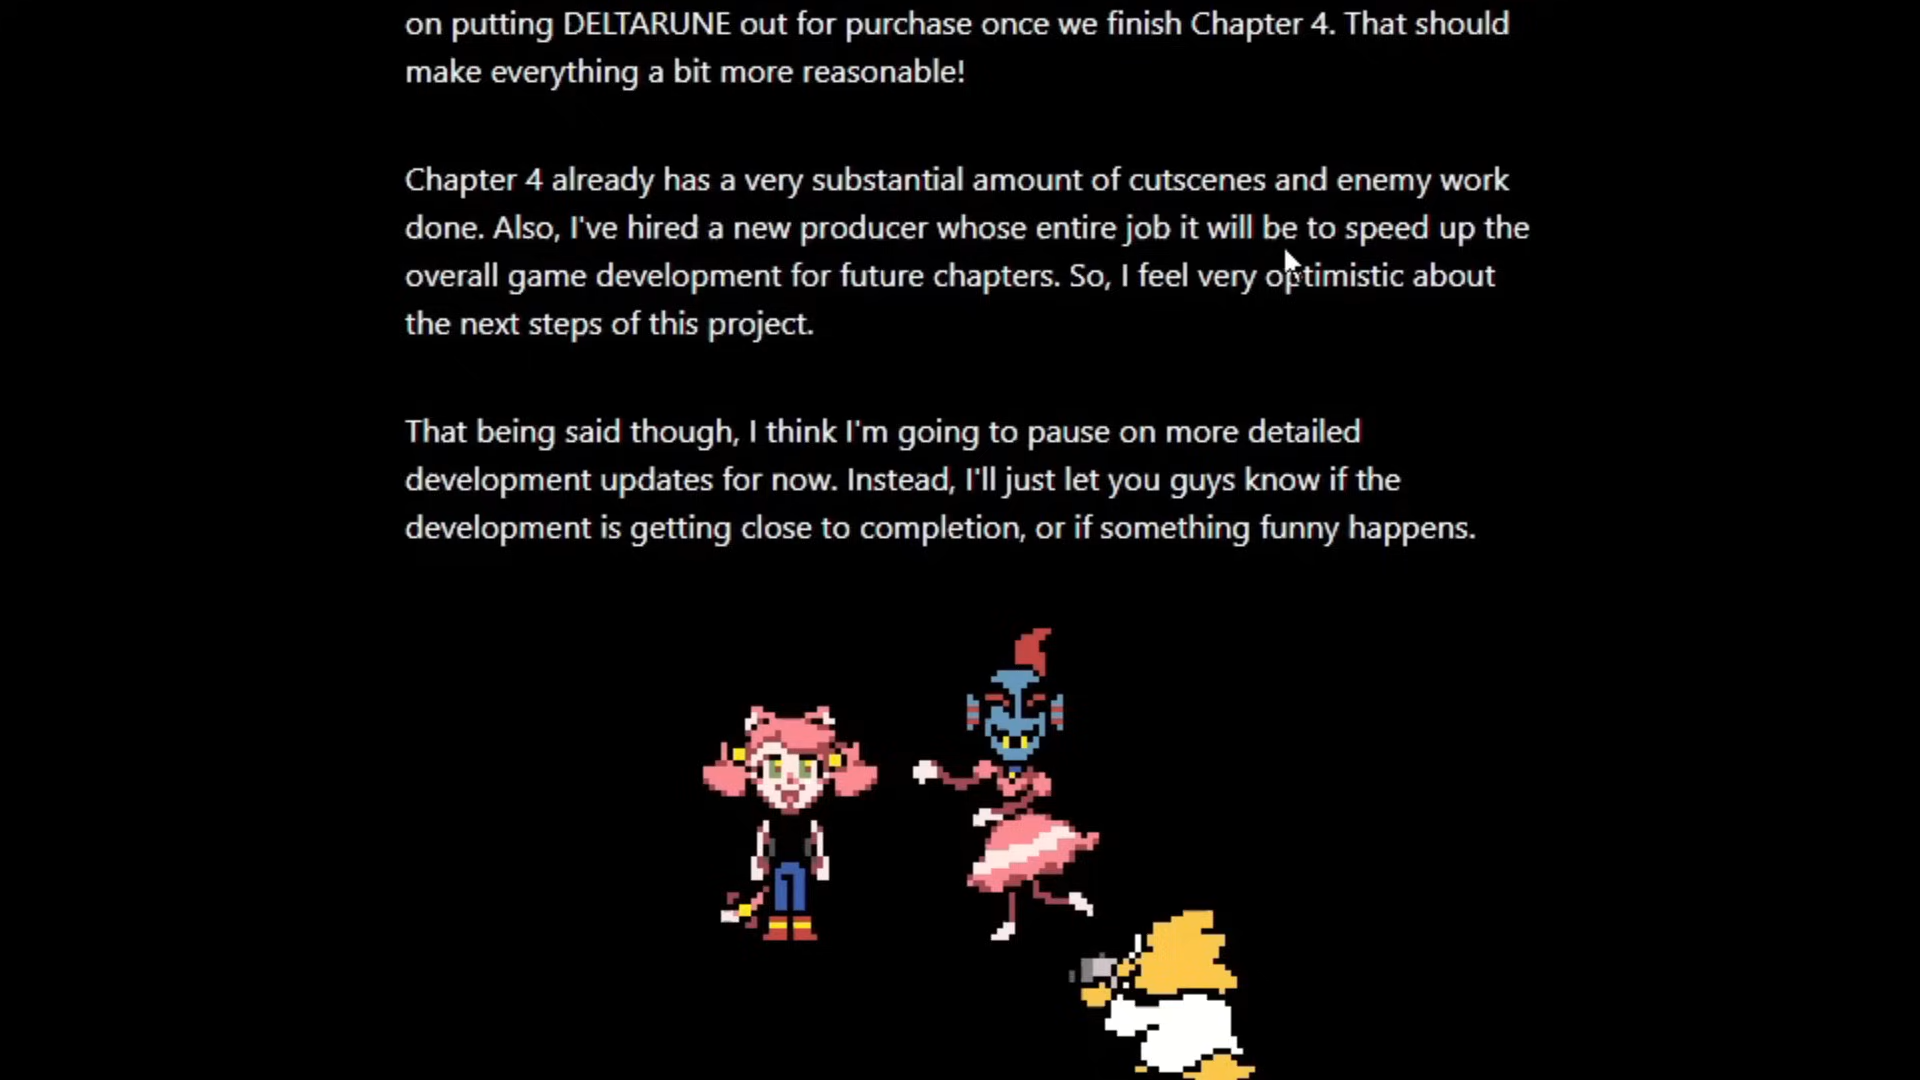 on putting DELTARUNE out for purchase once we finish Chapter 4. That should
make everything a bit more reasonable!
Chapter 4 already has a very substantial amount of cutscenes and enemy work
done. Also, I've hired a new producer whose entire job it will be to speed up the
overall game development for future chapters. So, I feel very optimistic about
the next steps of this project.
That being said though, I think I'm going to pause on more detailed
development updates for now. Instead, I'll just let you guys know if the
development is getting close to completion, or if something funny happens.